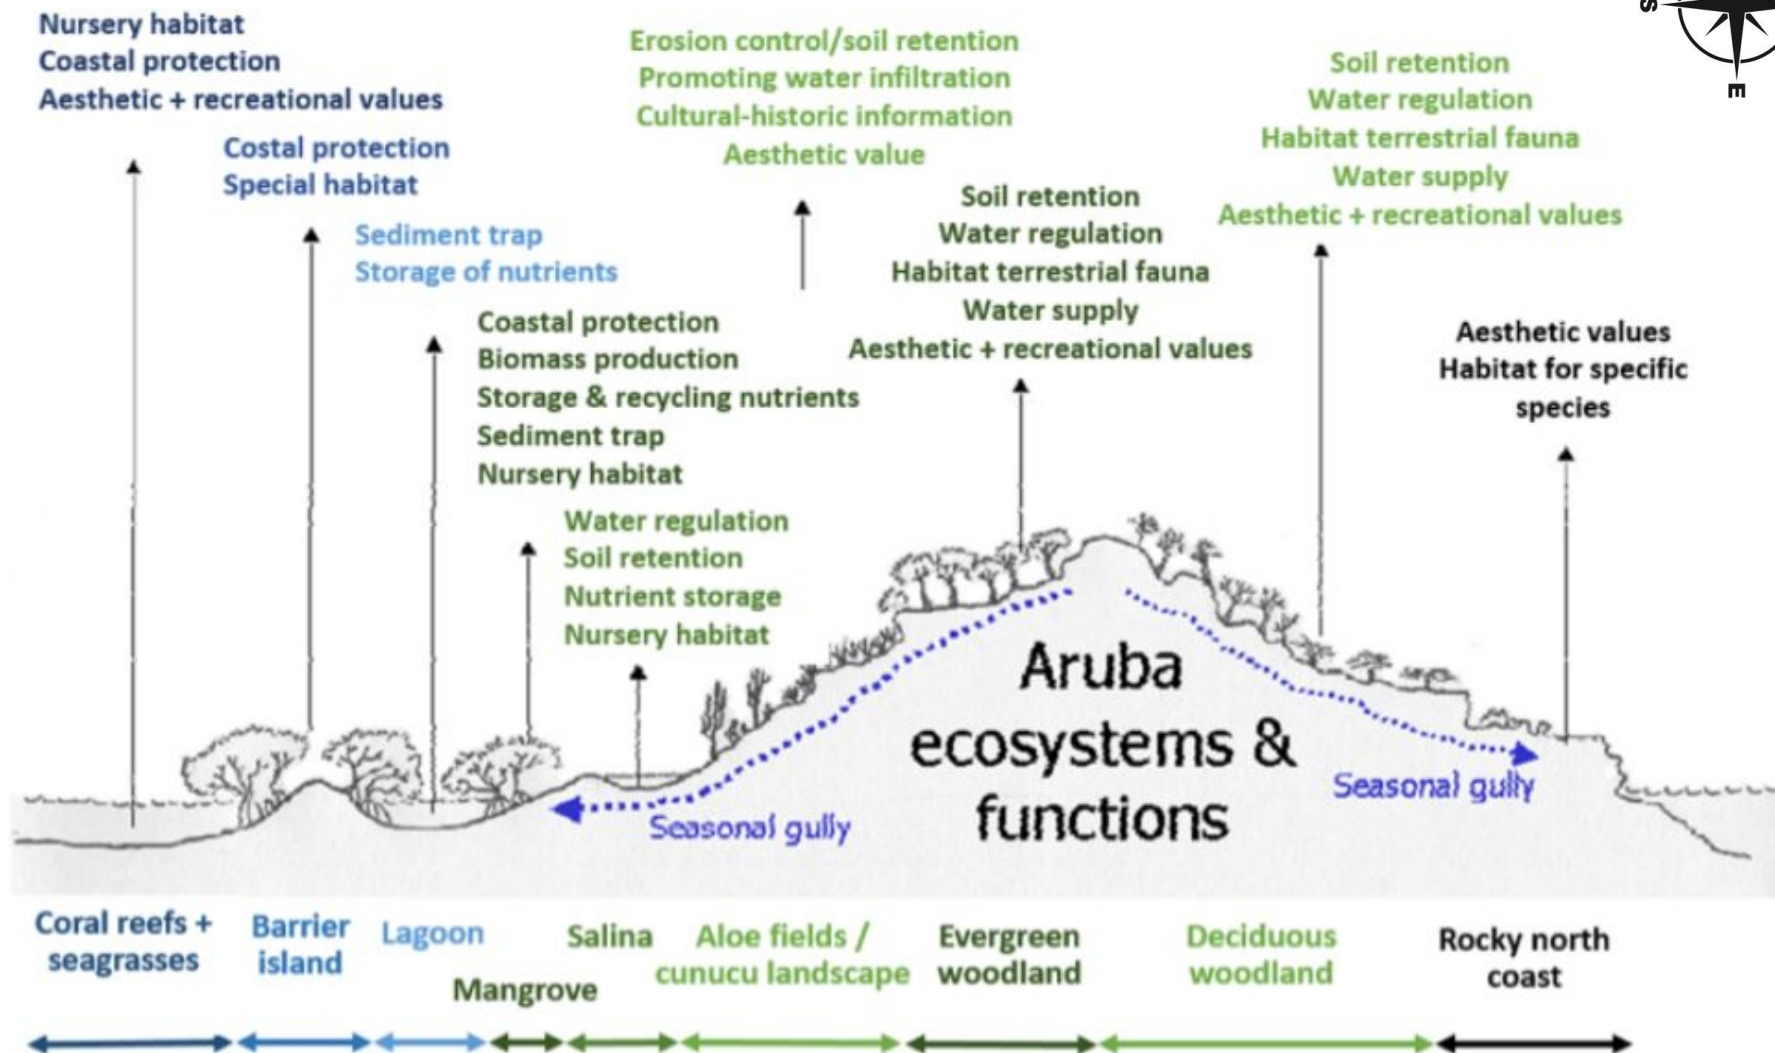 Nursery habitat
Coastal protection
Aesthetic + recreational values
Costal protection
Special habitat
Sediment trap
Storage of nutrients
Coastal protection
Biomass production
Storage & recycling nutrients
Sediment trap
Nursery habitat
Water regulation
Soil retention
Nutrient storage
Nursery habitat
Erosion control/soil retention
Promoting water infiltration
Cultural-historic information
Aesthetic value
Soil retention
Water regulation
Habitat terrestrial fauna
Water supply
Aesthetic + recreational values
Soil retention
Water regulation
Habitat terrestrial fauna
Water supply
Aesthetic + recreational values
Aesthetic values
Habitat for specific
species
S
E
Aruba
ecosystems &
functions
Seasonal gully
Seasonal gully
Coral reefs +
seagrasses
Barrier
island
Lagoon
Mangrove
Salina
Aloe fields /
cunucu landscape
Evergreen
woodland
Deciduous
woodland
Rocky north
coast